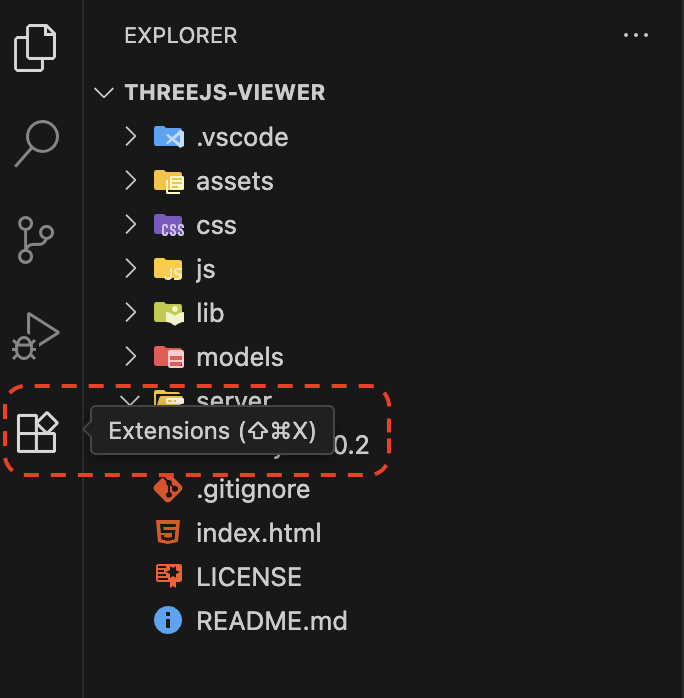 EXPLORER
THREEJS-VIEWER
.vscode
assets
css
js
lib
models
server
Extensions (⇧⌘X)
0.2
.gitignore
index.html
LICENSE
README.md